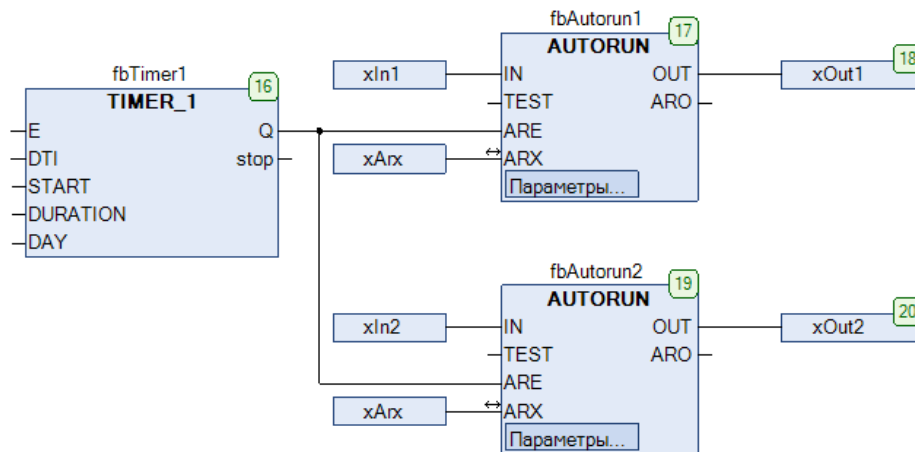 fbTimer1
16
TIMER_1
E
Q
DTI
stop
START
DURATION
DAY
fbAutorun1
17
AUTORUN
xIn1
IN
OUT
xOut1
18
TEST
ARO
ARE
xArx
ARX
Параметры...
fbAutorun2
19
AUTORUN
xIn2
IN
OUT
xOut2
20
TEST
ARO
ARE
xArx
ARX
Параметры...